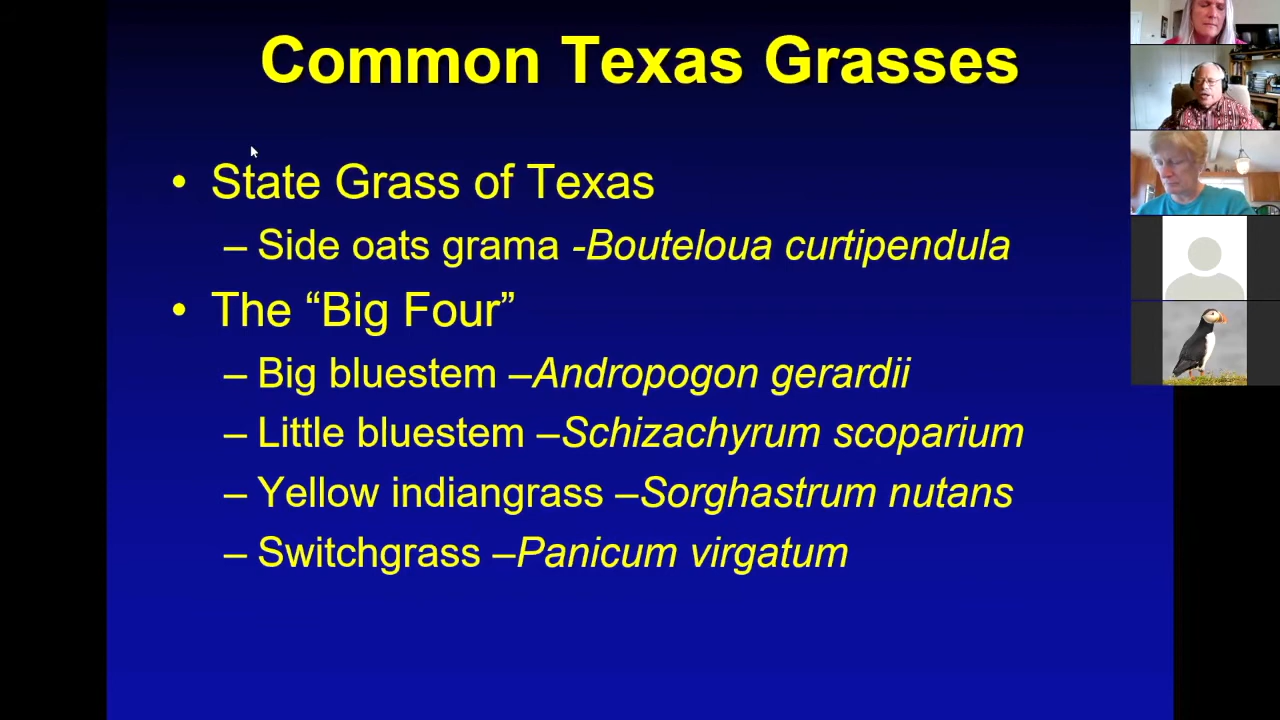 Common Texas Grasses
• State Grass of Texas
– Side oats grama -Bouteloua curtipendula
• The “Big Four”
– Big bluestem –Andropogon gerardii
– Little bluestem –Schizachyrum scoparium
– Yellow indiangrass –Sorghastrum nutans
– Switchgrass –Panicum virgatum